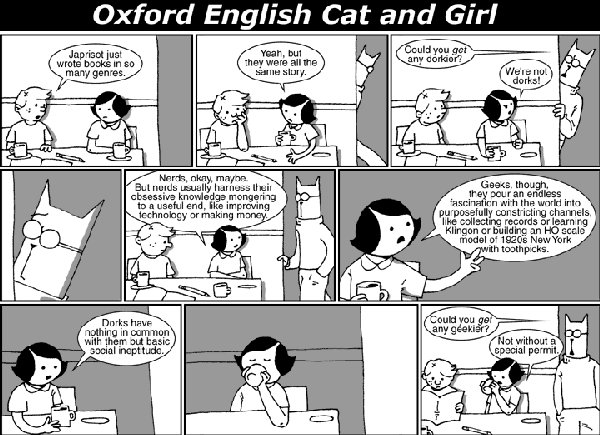 Oxford English Cat and Girl
Japrisot just
wrote books in so
many genres.
Yeah, but
they were all the
same story.
Could you get
any dorkier?
We're not
dorks!
Nerds, okay, maybe.
But nerds usually harness their
obsessive knowledge mongering
to a useful end, like improving
technology or making money.
Geeks, though,
they pour an endless
fascination with the world into
purposefully constricting channels,
like collecting records or learning
Klingon or building an HO scale
model of 1920s New York
with toothpicks.
Dorks have
nothing in common
with them but basic
social ineptitude.
Could you get
any geekier?
Not without a
special permit.